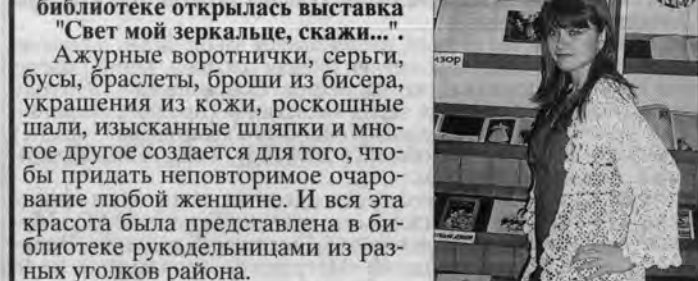 библиотеке открылась выставка
"Свет мой зеркальце, скажи...".
Ажурные воротнички, серьги,
бусы, браслеты, броши из бисера,
украшения из кожи, роскошные
шали, изысканные шляпки и мно-
гое другое создается для того, что-
бы придать неповторимое очаро-
вание любой женщине. И вся эта
красота была представлена в би-
блиотеке рукодельницами из раз-
ных уголков района.